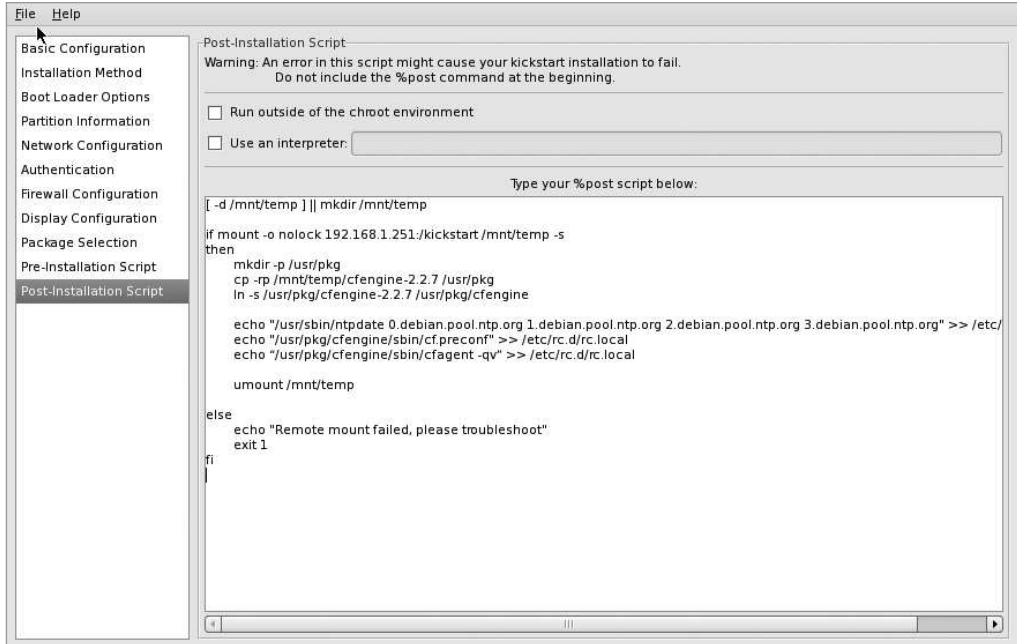 File Help
Basic Configuration
Installation Method
Boot Loader Options
Partition Information
Network Configuration
Authentication
Firewall Configuration
Display Configuration
Package Selection
Pre-Installation Script
Post-Installation Script
Post-Installation Script
Warning: An error in this script might cause your kickstart installation to fail.
Do not include the %post command at the beginning.
Run outside of the chroot environment
Use an interpreter:
Type your %post script below:
[ -d /mnt/temp ] || mkdir /mnt/temp
if mount -o nolock 192.168.1.251:/kickstart /mnt/temp -s
then
mkdir -p /usr/pkg
cp -rp /mnt/temp/cfengine-2.2.7 /usr/pkg
ln -s /usr/pkg/cfengine-2.2.7 /usr/pkg/cfengine
echo "/usr/sbin/ntpdate 0.debian.pool.ntp.org 1.debian.pool.ntp.org 2.debian.pool.ntp.org 3.debian.pool.ntp.org" >> /etc/
echo "/usr/pkg/cfengine/sbin/cf.preconf" >> /etc/rc.d/rc.local
echo "/usr/pkg/cfengine/sbin/cfagent -qv" >> /etc/rc.d/rc.local
umount /mnt/temp
else
echo "Remote mount failed, please troubleshoot"
exit 1
fi